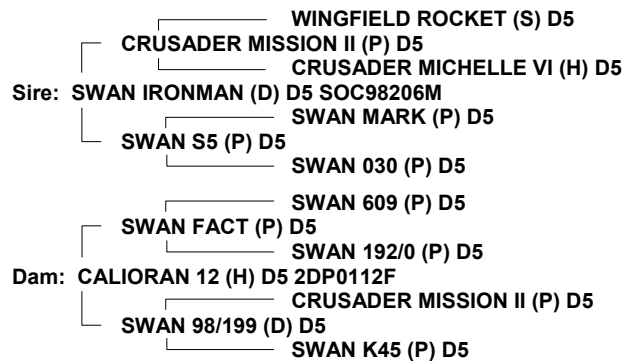 WINGFIELD ROCKET (S) D5
CRUSADER MISSION II (P) D5
CRUSADER MICHELLE VI (H) D5
Sire: SWAN IRONMAN (D) D5 SOC98206M
SWAN MARK (P) D5
SWAN S5 (P) D5
SWAN 030 (P) D5
SWAN 609 (P) D5
SWAN FACT (P) D5
SWAN 192/0 (P) D5
Dam: CALIORAN 12 (H) D5 2DP0112F
CRUSADER MISSION II (P) D5
SWAN 98/199 (D) D5
SWAN K45 (P) D5